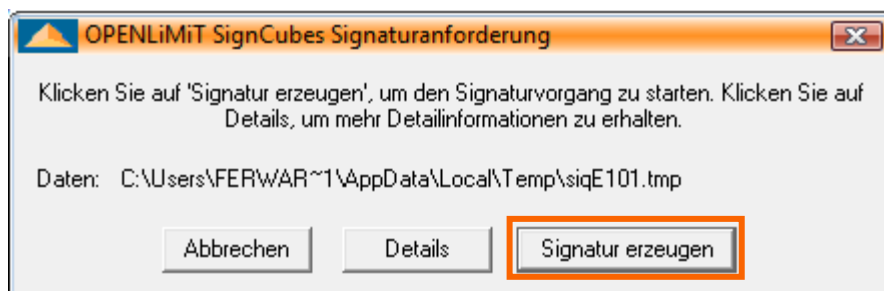 OPENLiMiT SignCubes Signaturanforderung
Klicken Sie auf 'Signatur erzeugen', um den Signaturvorgang zu starten. Klicken Sie auf
Details, um mehr Detailinformationen zu erhalten.
Daten: C:\Users\FERWAR~1\AppData\Local\Temp\siqE101.tmp
Abbrechen Details Signatur erzeugen